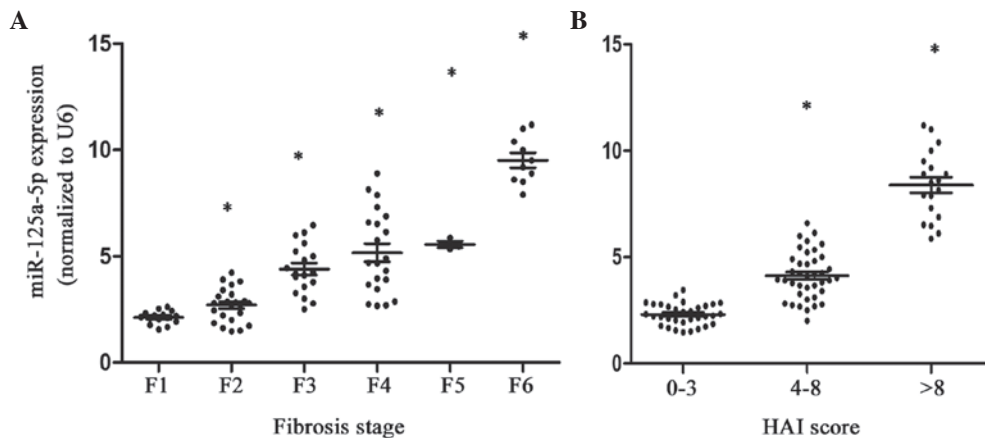 A
B
miR-125a-5p expression
(normalized to U6)
15
10
5
0
*
*
*
*
*
F1 F2 F3 F4 F5 F6
Fibrosis stage
15
10
5
0
*
*
0-3 4-8 >8
HAI score